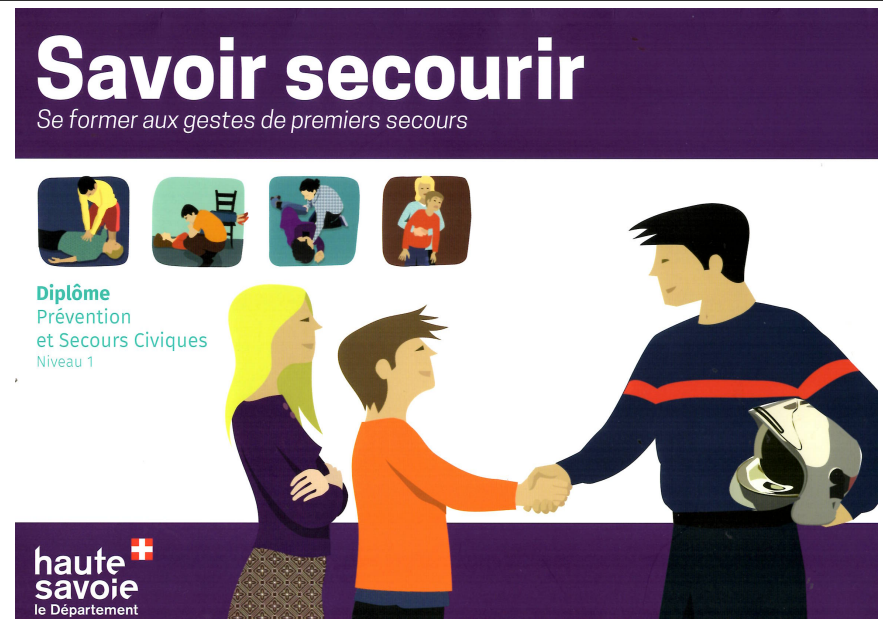 Savoir secourir
Se former aux gestes de premiers secours
Diplôme
Prévention
et Secours Civiques
Niveau 1
haute
savoie
le Département